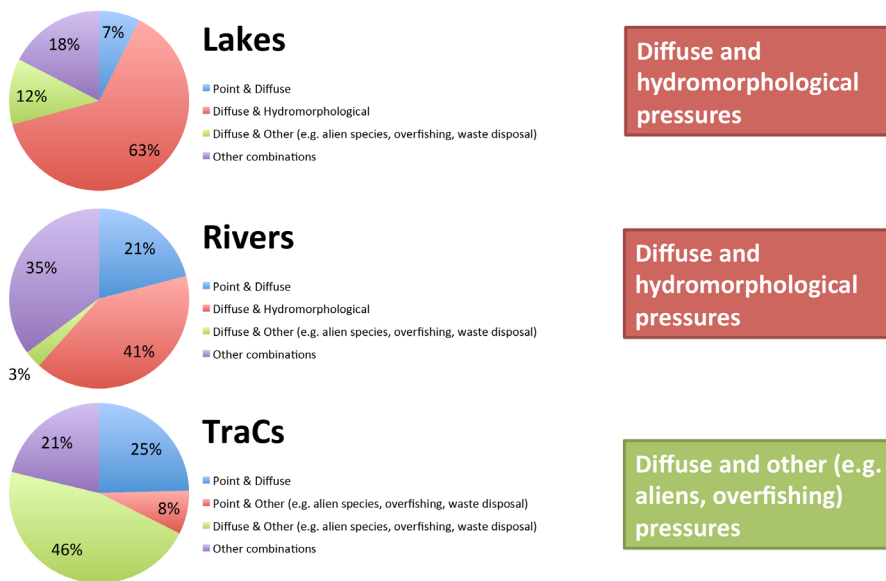 Lakes
7%
18%
12%
63%
Point & Diffuse
Diffuse & Hydromorphological
Diffuse & Other (e.g. alien species, overfishing, waste disposal)
Other combinations
Diffuse and
hydromorphological
pressures
Rivers
21%
35%
3%
41%
Point & Diffuse
Diffuse & Hydromorphological
Diffuse & Other (e.g. alien species, overfishing, waste disposal)
Other combinations
Diffuse and
hydromorphological
pressures
TraCs
21%
25%
8%
46%
Point & Diffuse
Point & Other (e.g. alien species, overfishing, waste disposal)
Diffuse & Other (e.g. alien species, overfishing, waste disposal)
Other combinations
Diffuse and other (e.g.
aliens, overfishing)
pressures